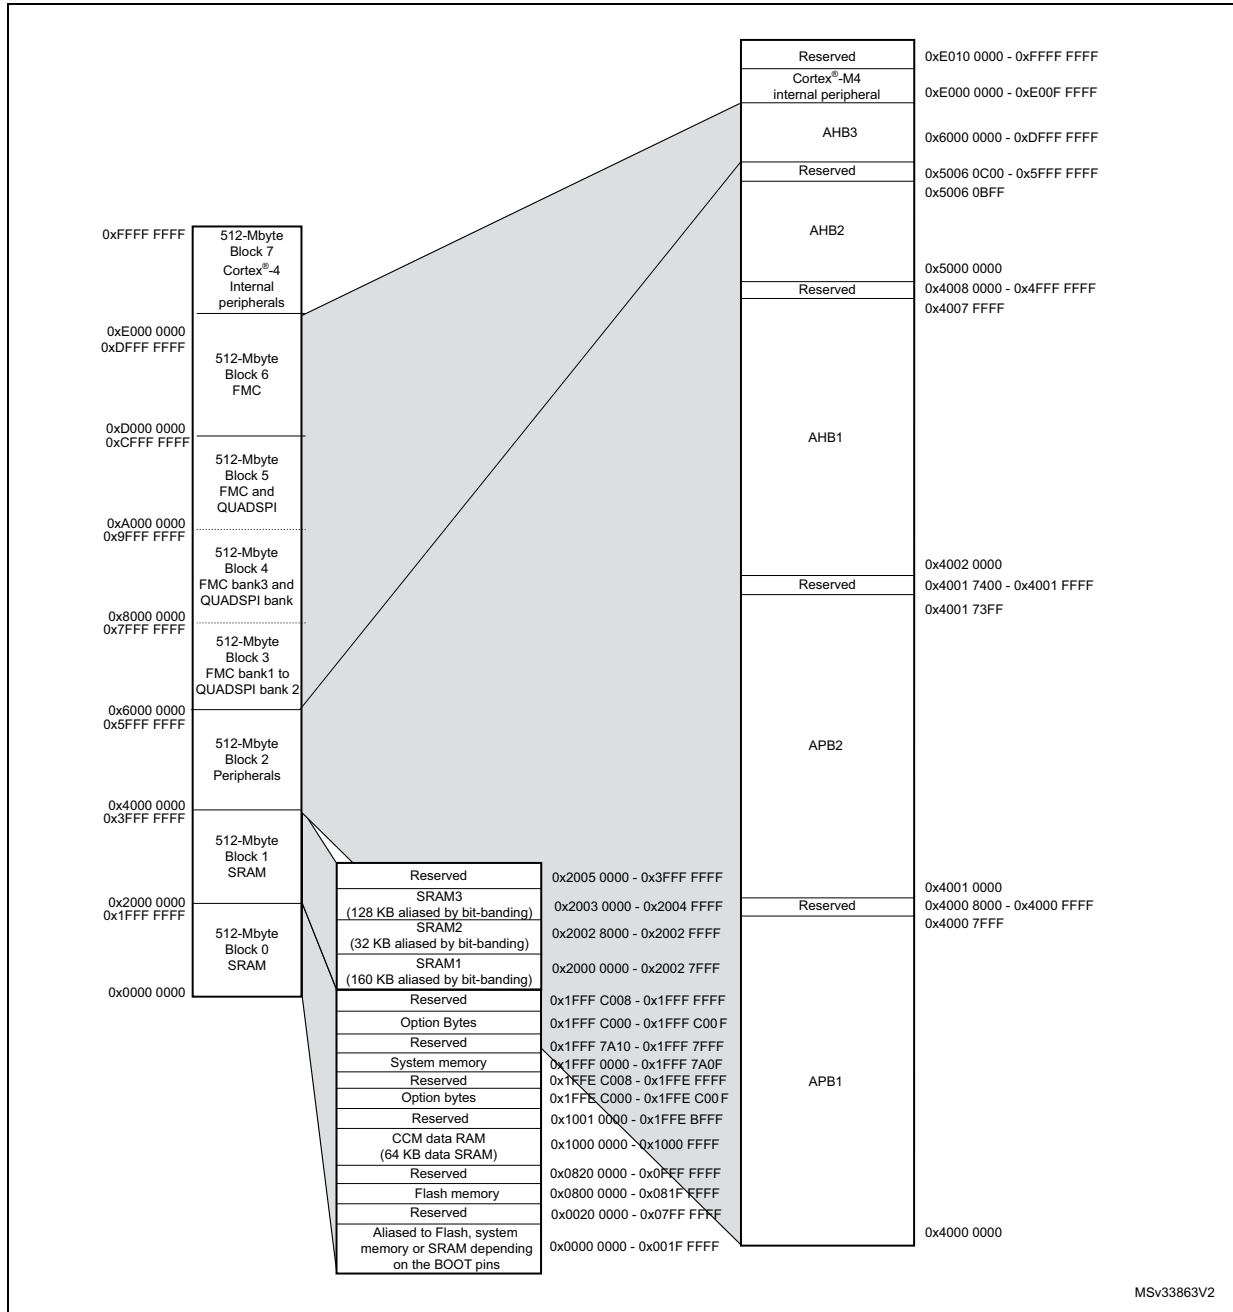 0xFFFF FFFF
512-Mbyte
Block 7
Cortex®-4
Internal
peripherals
0xE000 0000
0xDFFF FFFF
512-Mbyte
Block 6
FMC
0xD000 0000
0xCFFF FFFF
512-Mbyte
Block 5
FMC and
QUADSPI
0xA000 0000
0x9FFF FFFF
512-Mbyte
Block 4
FMC bank3 and
QUADSPI bank
0x8000 0000
0x7FFF FFFF
512-Mbyte
Block 3
FMC bank1 to
QUADSPI bank 2
0x6000 0000
0x5FFF FFFF
512-Mbyte
Block 2
Peripherals
0x4000 0000
0x3FFF FFFF
512-Mbyte
Block 1
SRAM
0x2000 0000
0x1FFF FFFF
512-Mbyte
Block 0
SRAM
0x0000 0000
Reserved 0x2005 0000 - 0x3FFF FFFF
SRAM3
(128 KB aliased by bit-banding) 0x2003 0000 - 0x2004 FFFF
SRAM2
(32 KB aliased by bit-banding) 0x2002 8000 - 0x2002 FFFF
SRAM1
(160 KB aliased by bit-banding) 0x2000 0000 - 0x2002 7FFF
Reserved 0x1FFF C008 - 0x1FFF FFFF
Option Bytes 0x1FFF C000 - 0x1FFF C00F
Reserved 0x1FFF 7A10 - 0x1FFF 7FFF
System memory 0x1FFF 0000 - 0x1FFF 7A0F
Reserved 0x1FFE C008 - 0x1FFE FFFF
Option bytes 0x1FFE C000 - 0x1FFE C00F
Reserved 0x1001 0000 - 0x1FFE BFFF
CCM data RAM
(64 KB data SRAM) 0x1000 0000 - 0x1000 FFFF
Reserved 0x0820 0000 - 0x0FFF FFFF
Flash memory 0x0800 0000 - 0x081F FFFF
Reserved 0x0020 0000 - 0x07FF FFFF
Aliased to Flash, system
memory or SRAM depending 0x0000 0000 - 0x001F FFFF
on the BOOT pins
Reserved 0xE010 0000 - 0xFFFF FFFF
Cortex®-M4
internal peripheral 0xE000 0000 - 0xE00F FFFF
AHB3 0x6000 0000 - 0xDFFF FFFF
Reserved 0x5006 0C00 - 0x5FFF FFFF
0x5006 0BFF
AHB2
0x5000 0000
Reserved 0x4008 0000 - 0x4FFF FFFF
0x4007 FFFF
AHB1
0x4002 0000
Reserved 0x4001 7400 - 0x4001 FFFF
0x4001 73FF
APB2
0x4001 0000
Reserved 0x4000 8000 - 0x4000 FFFF
0x4000 7FFF
APB1
0x4000 0000
MSv33863V2